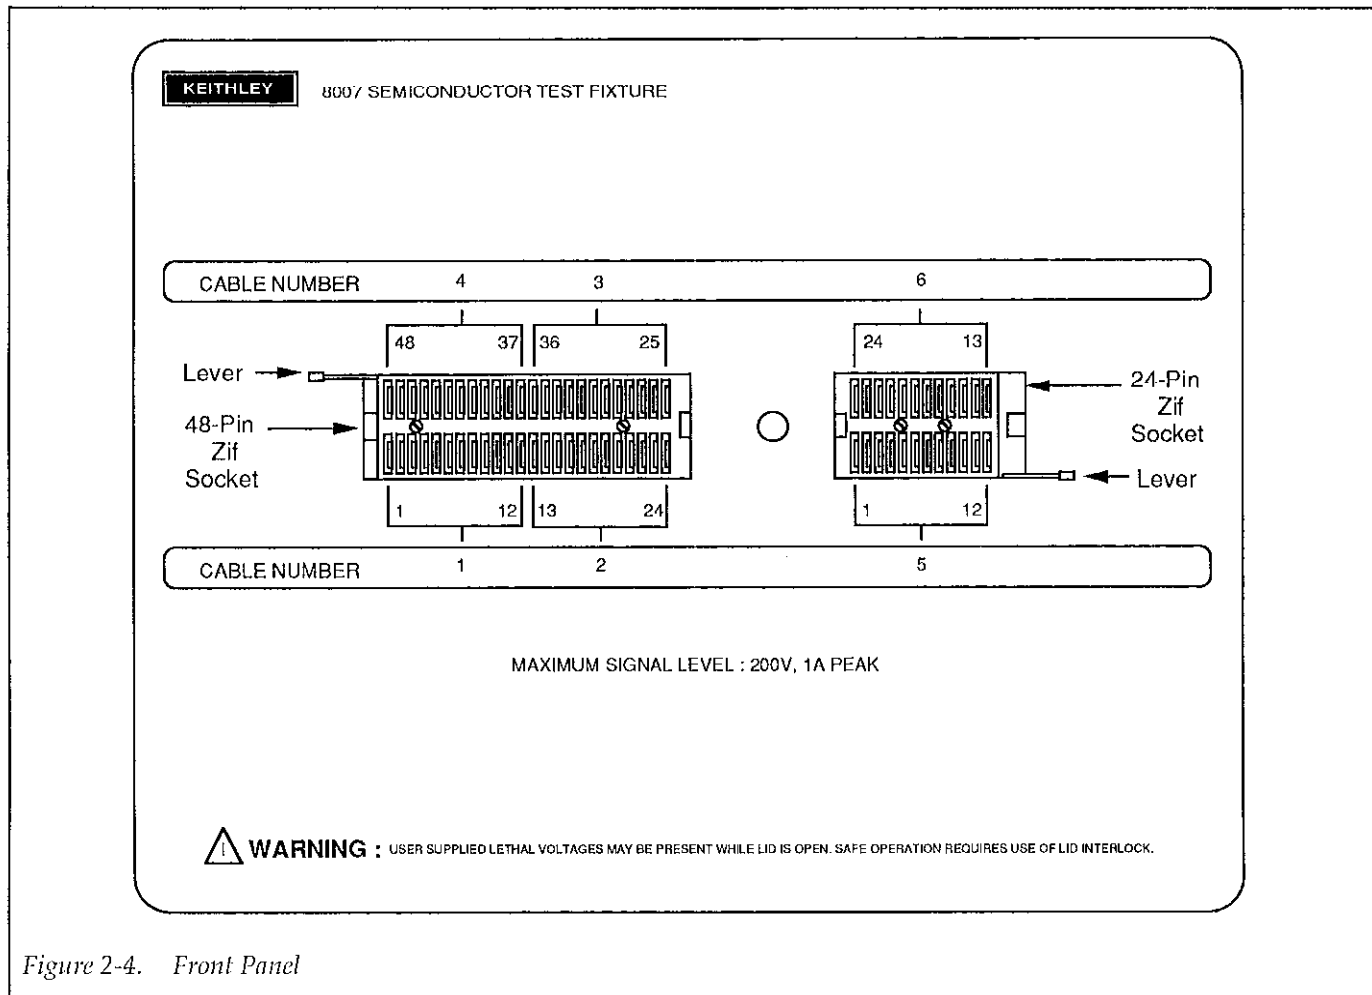 KEITHLEY 8007 SEMICONDUCTOR TEST FIXTURE
CABLE NUMBER 4 3 6
48 37 36 25 24 13
Lever
48-Pin
Zif
Socket
24-Pin
Zif
Socket
Lever
1 12 13 24 1 12
CABLE NUMBER 1 2 5
MAXIMUM SIGNAL LEVEL : 200V, 1A PEAK
! WARNING : USER SUPPLIED LETHAL VOLTAGES MAY BE PRESENT WHILE LID IS OPEN. SAFE OPERATION REQUIRES USE OF LID INTERLOCK.
Figure 2-4. Front Panel